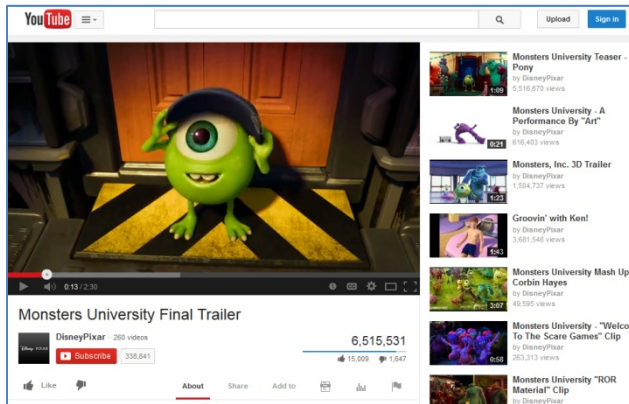 YouTube
Upload
Sign in
0:13 / 2:30
Monsters University Final Trailer
DisneyPixar · 260 videos
Subscribe 338,841
6,515,531
15,009 1,647
Like
About Share Add to
1:09
Monsters University Teaser -
Pony
by DisneyPixar
5,516,670 views
0:21
Monsters University - A
Performance By "Art"
by DisneyPixar
616,403 views
1:23
Monsters, Inc. 3D Trailer
by DisneyPixar
1,504,737 views
1:43
Groovin' with Ken!
by DisneyPixar
3,681,548 views
3:07
Monsters University Mash Up
Corbin Hayes
49,595 views
0:58
Monsters University - "Welco
To The Scare Games" Clip
by DisneyPixar
263,313 views
Monsters University "ROR
Material" Clip
by DisneyPixar